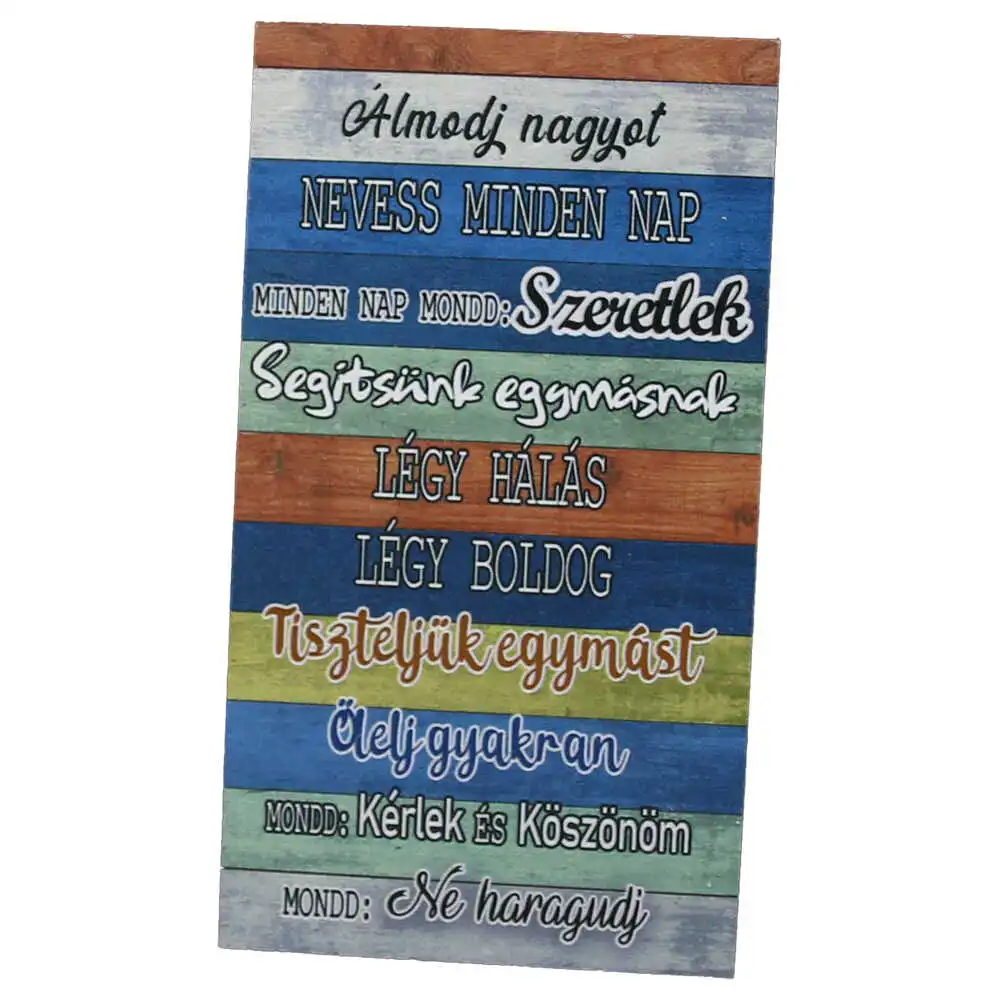 Álmodj nagyot
NEVESS MINDEN NAP
MINDEN NAP MONDD: Szeretlek
Segítsünk egymásnak
LÉGY HÁLÁS
LÉGY BOLDOG
Tiszteljük egymást
Ölelj gyakran
MONDD: Kérlek ÉS Köszönöm
MONDD: Ne haragudj